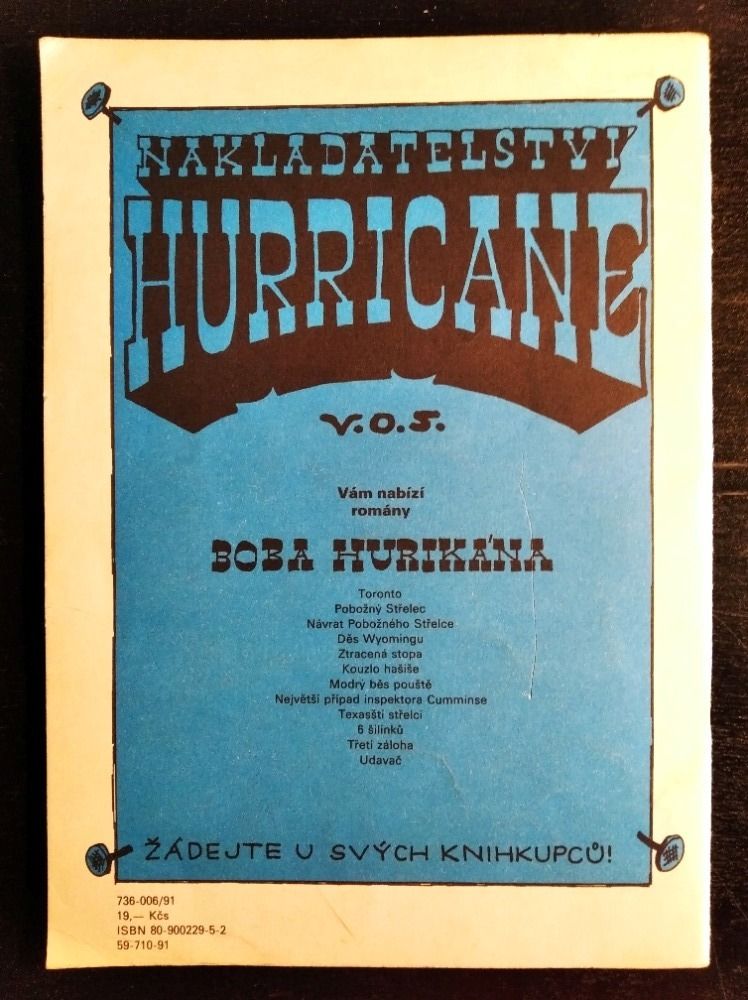 NAKLADATELSTVÍ
HURRICANE
V.O.S.
Vám nabízí
romány
BOBA HURIKÁNA
Toronto
Pobožný Střelec
Návrat Pobožného Střelce
Děs Wyomingu
Ztracená stopa
Kouzlo hašiše
Modrý běs pouště
Největší případ inspektora Cumminse
Texasští střelci
6 šilinků
Třetí záloha
Udavač
ŽÁDEJTE U SVÝCH KNIHKUPCŮ!
736-006/91
19,— Kčs
ISBN 80-900229-5-2
59-710-91